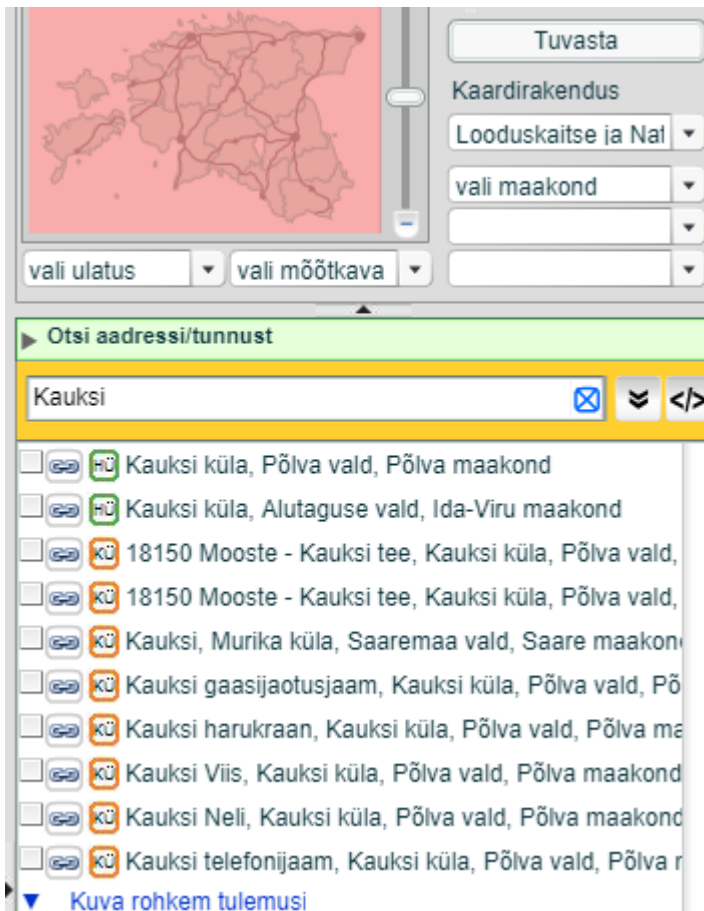 Tuvasta
Kaardirakendus
Looduskaitse ja Nat
vali maakond
vali ulatus
vali mõõtkava
Otsi aadressi/tunnust
Kauksi
</>
HÜ Kauksi küla, Põlva vald, Põlva maakond
HÜ Kauksi küla, Alutaguse vald, Ida-Viru maakond
KÜ 18150 Mooste - Kauksi tee, Kauksi küla, Põlva vald,
KÜ 18150 Mooste - Kauksi tee, Kauksi küla, Põlva vald,
KÜ Kauksi, Murika küla, Saaremaa vald, Saare maakon
KÜ Kauksi gaasijaotusjaam, Kauksi küla, Põlva vald, Põ
KÜ Kauksi harukraan, Kauksi küla, Põlva vald, Põlva ma
KÜ Kauksi Viis, Kauksi küla, Põlva vald, Põlva maakond
KÜ Kauksi Neli, Kauksi küla, Põlva vald, Põlva maakond
KÜ Kauksi telefonijaam, Kauksi küla, Põlva vald, Põlva
Kuva rohkem tulemusi